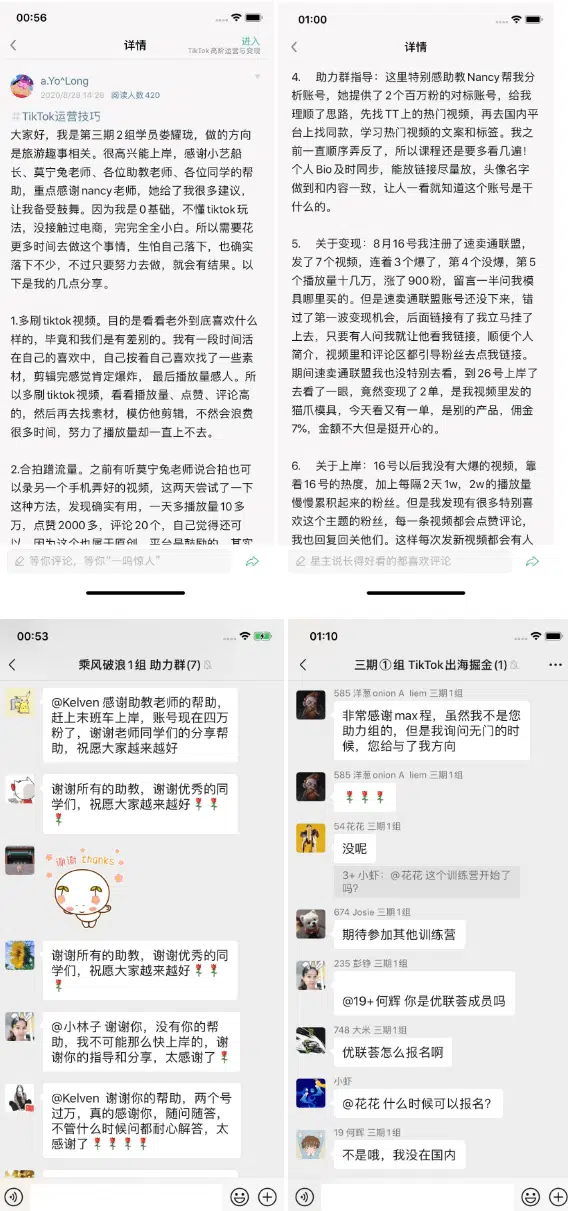 00:56
详情
进入
TikTok高阶运营与变现
a.Yo^Long
2020/8/28 14:28 阅读人数 420
#TikTok运营技巧
大家好，我是第三期2组学员娄耀珑，做的方向
是旅游趣事相关。很高兴能上岸，感谢小艺船
长、莫宁兔老师、各位助教老师、各位同学的帮
助，重点感谢nancy老师，她给了我很多建议，
让我备受鼓舞。因为我是0基础，不懂tiktok玩
法，没接触过电商，完完全全小白。所以需要花
更多时间去做这个事情，生怕自己落下，也确实
落下不少，不过只要努力去做，就会有结果。以
下是我的几点分享。
1.多刷tiktok视频。目的是看看老外到底喜欢什么
样的，毕竟和我们是有差别的。我有一段时间活
在自己的喜欢中，自己按着自己喜欢找了一些素
材，剪辑完感觉肯定爆炸， 最后播放量感人。所
以多刷tiktok视频，看看播放量、点赞、评论高
的，然后再去找素材，模仿他剪辑，不然会浪费
很多时间，努力了播放量却一直上不去。
2.合拍蹭流量。之前有听莫宁兔老师说合拍也可
以录另一个手机弄好的视频，这两天尝试了一下
这种方法，发现确实有用，一天多播放量10多
万，点赞2000多，评论20个，自己觉得还可
以，因为这个也属于原创，平台是鼓励的，其实
等你评论，等你“一鸣惊人”
01:00
详情
4. 助力群指导：这里特别感助教Nancy帮我分
析账号，她提供了2个百万粉的对标账号，给我
理顺了思路，先找TT上的热门视频，再去国内平
台上找同款，学习热门视频的文案和标签。我之
前一直顺序弄反了，所以课程还是要多看几遍！
个人Bio及时同步，能放链接尽量放，头像名字
做到和内容一致，让人一看就知道这个账号是干
什么的。
5. 关于变现：8月16号我注册了速卖通联盟，
发了7个视频，连着3个爆了，第4个没爆，第5
个播放量十几万，涨了900粉，留言一半问我模
具哪里买的。但是速卖通联盟账号还没下来，错
过了第一波变现机会，后面链接有了我立马挂了
上去，只要有人问我就让他看我链接，顺便个人
简介，视频里和评论区都引导粉丝去点我链接。
期间速卖通联盟我也没特别去看，到26号上岸了
去看了一眼，竟然变现了2单，是我视频里发的
猫爪模具，今天看又有一单，是别的产品，佣金
7%，金额不大但是挺开心的。
6. 关于上岸：16号以后我没有大爆的视频，靠
着16号的热度，加上每隔2天1w，2w的播放量
慢慢累积起来的粉丝。但是我发现有很多特别喜
欢这个主题的粉丝，每一条视频都会点赞评论，
我也回复回关他们。这样每次发新视频都会有人
星主说长得好看的都喜欢评论
00:53
乘风破浪1组 助力群(7)
@Kelven 感谢助教老师的帮助，
赶上末班车上岸，账号现在四万
粉了，谢谢老师同学们的分享帮
助，祝愿大家越来越好
谢谢所有的助教，谢谢优秀的同
学们，祝愿大家越来越好🌹🌹
🌹
谢谢 thanks
谢谢所有的助教，谢谢优秀的同
学们，祝愿大家越来越好🌹🌹
🌹
@小林子 谢谢你，没有你的帮
助，我不可能那么快上岸的，谢
谢你的指导和分享，太感谢了🌹
@Kelven 谢谢你的帮助，两个号
过万，真的感谢你，随问随答，
不管什么时候问都耐心解答，太
感谢了🌹🌹🌹🌹
01:10
三期①组 TikTok出海掘金(1)
585 洋葱onion A liem 三期1组
非常感谢max程，虽然我不是您
助力组的，但是我询问无门的时
候，您给与了我方向
585 洋葱onion A liem 三期1组
🌹🌹🌹
54花花 三期1组
没呢
3+ 小虾：@花花 这个训练营开始了
吗？
674 Josie 三期1组
期待参加其他训练营
235 彭铮 三期1组
@19+何辉 你是优联荟成员吗
748 大米 三期1组
优联荟怎么报名啊
小虾
@花花 什么时候可以报名？
19 何辉 三期1组
不是哦，我没在国内